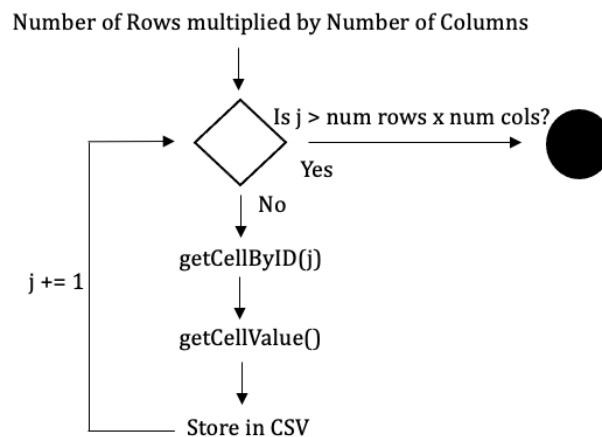 Number of Rows multiplied by Number of Columns
Is j > num rows x num cols?
Yes
No
getCellByID(j)
j += 1
getCellValue()
Store in CSV